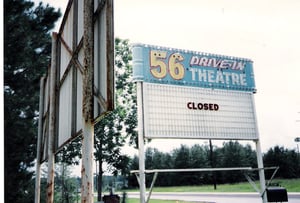 56 DRIVE-IN
THEATRE
CLOSED